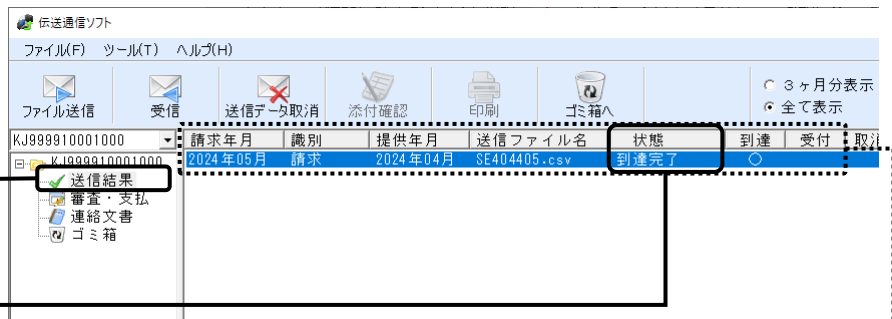 伝送通信ソフト
ファイル(F) ツール(T) ヘルプ(H)
ファイル送信 受信 送信データ取消 添付確認 印刷 ゴミ箱へ
3ヶ月分表示
全て表示
KJ999910001000
請求年月 識別 提供年月 送信ファイル名 状態 到達 受付 取消
2024年05月 請求 2024年04月 SE404405.csv 到達完了 ○
KJ999910001000
送信結果
審査・支払
連絡文書
ゴミ箱